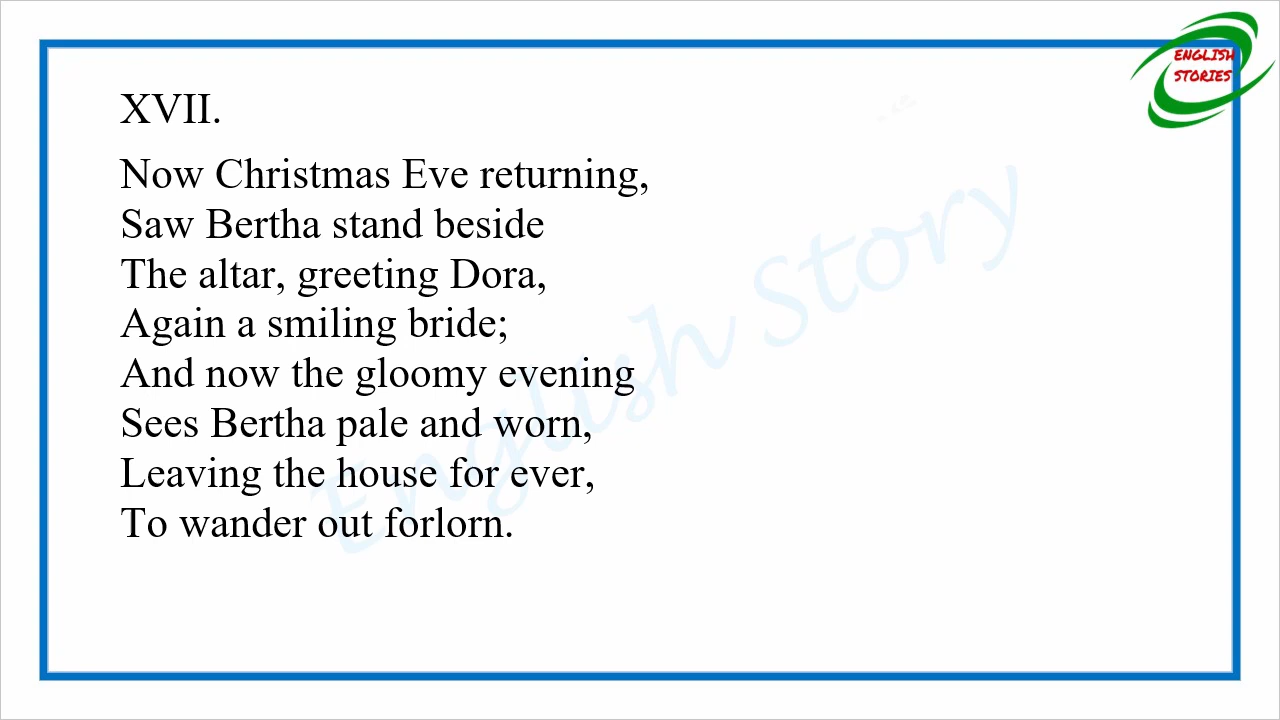 ENGLISH
STORIES
XVII.
Now Christmas Eve returning,
Saw Bertha stand beside
The altar, greeting Dora,
Again a smiling bride;
And now the gloomy evening
Sees Bertha pale and worn,
Leaving the house for ever,
To wander out forlorn.
English Story